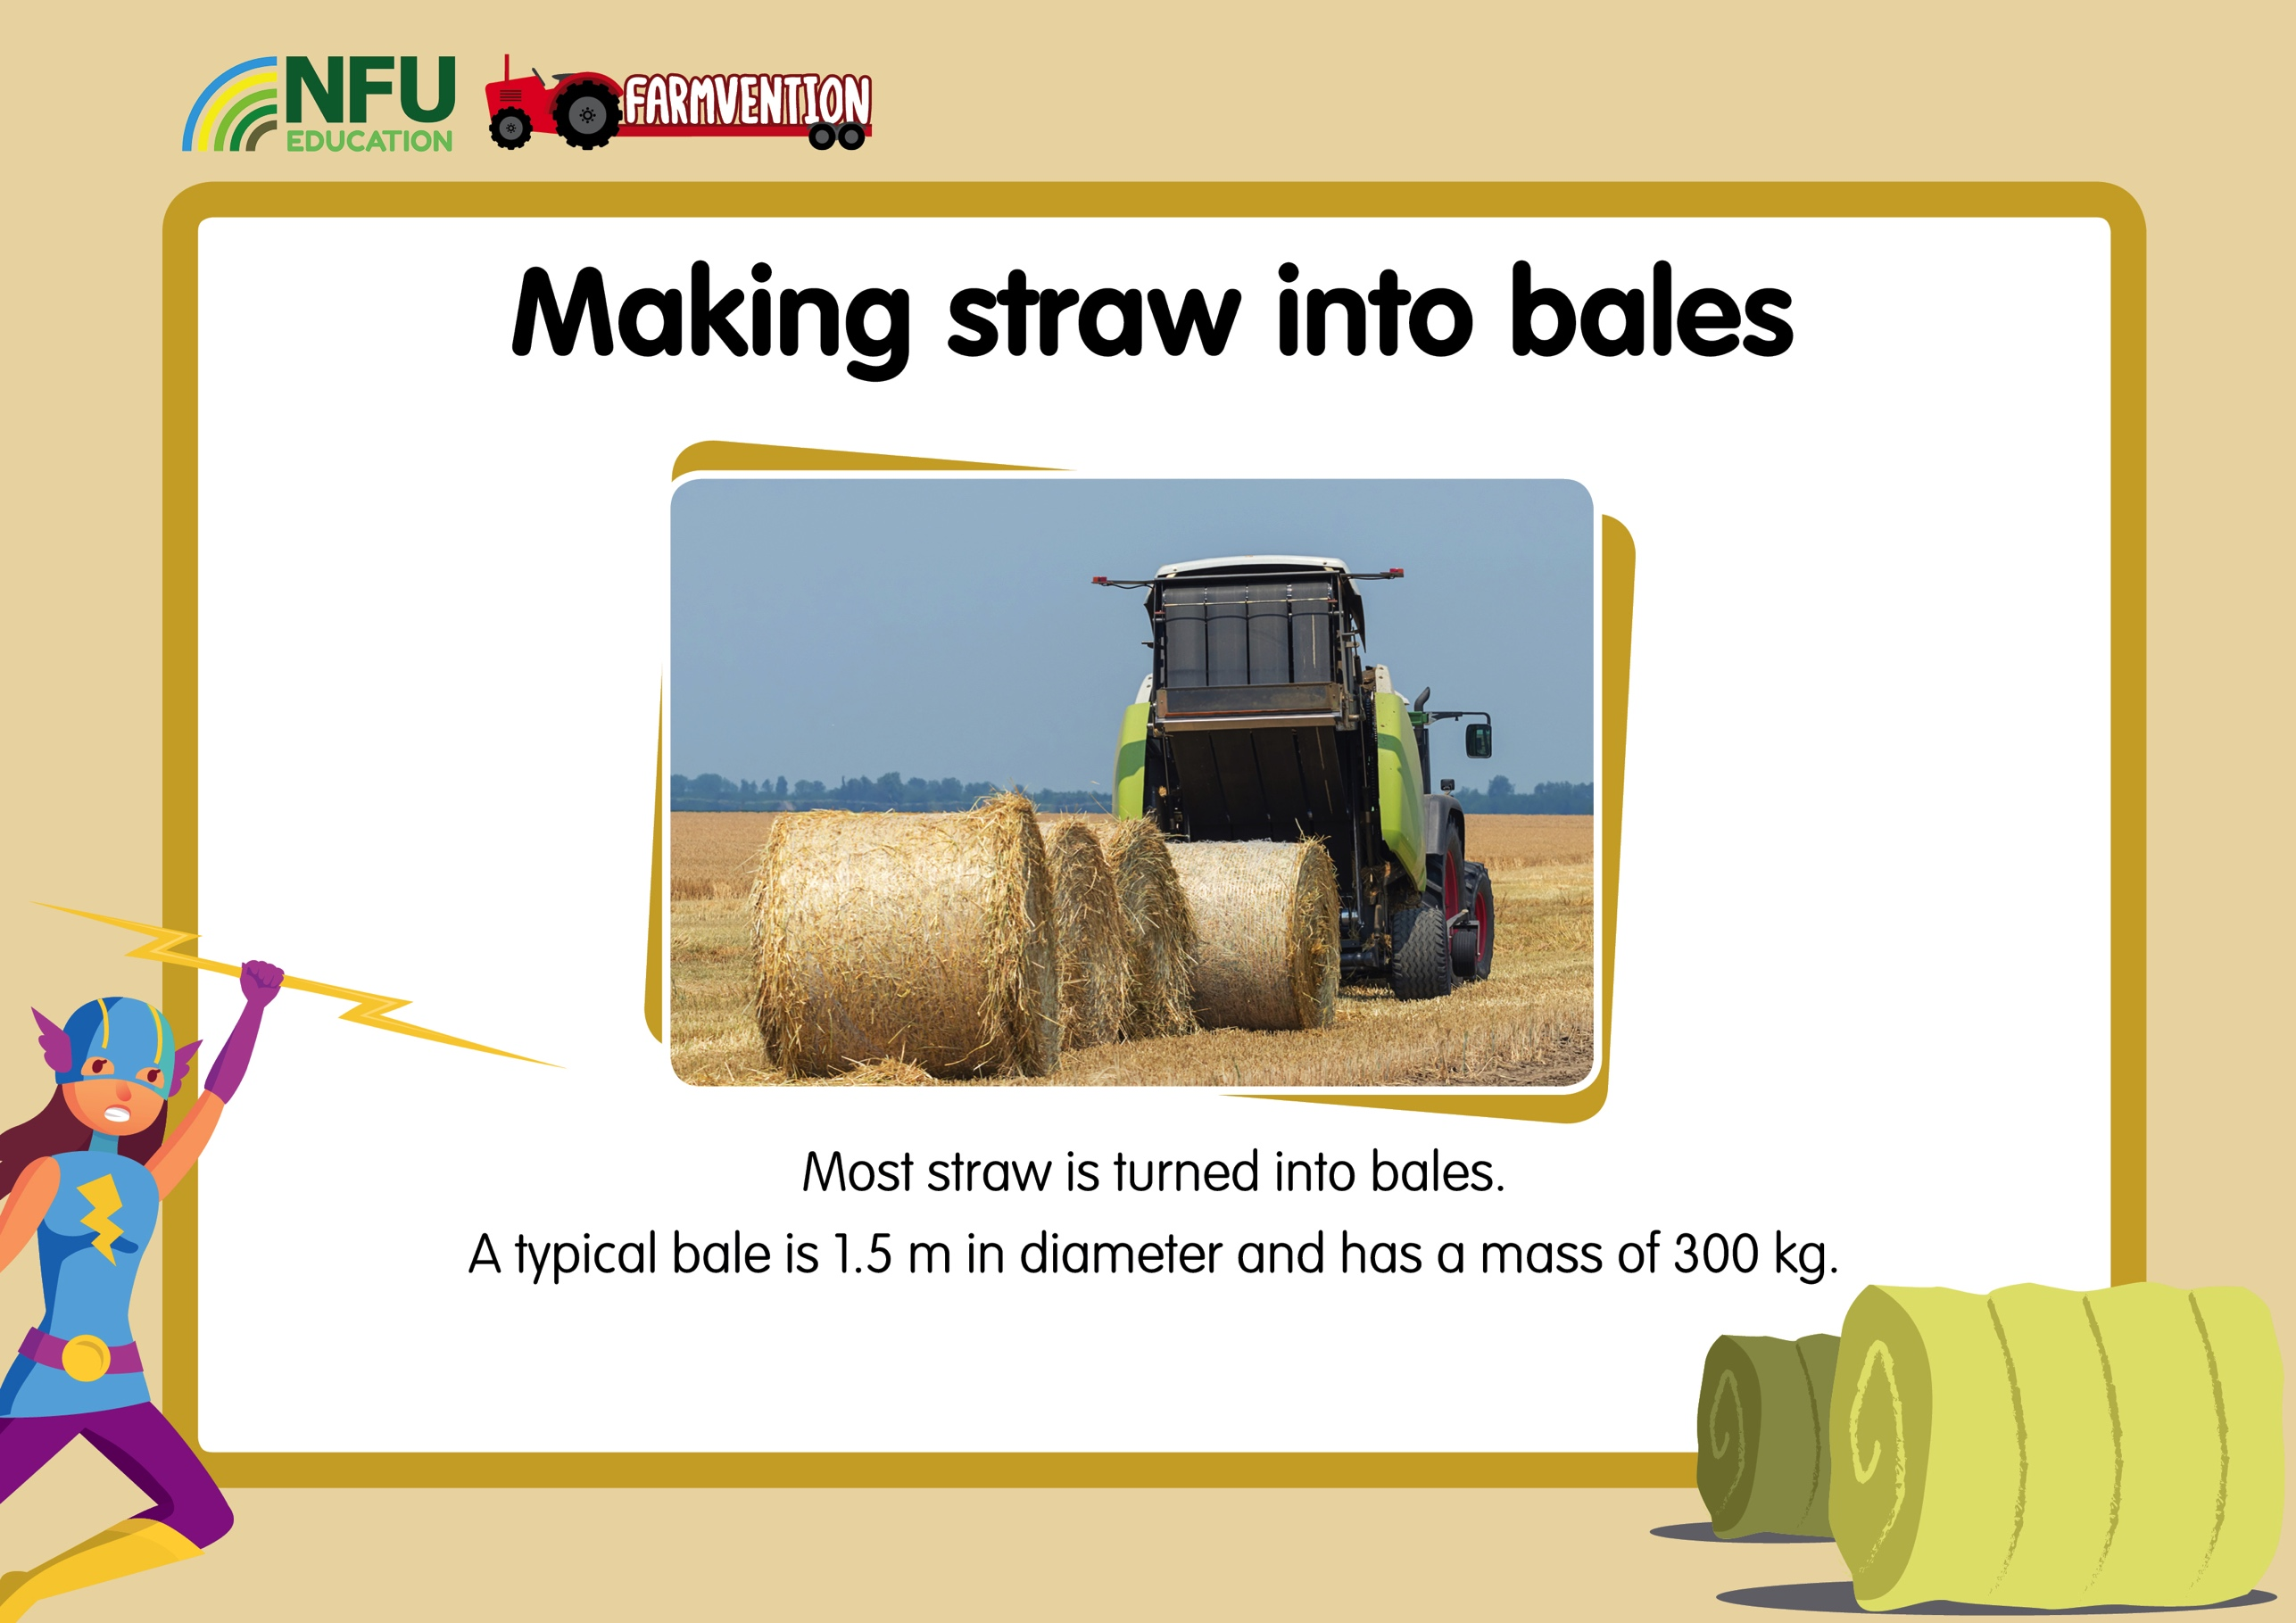 NFU
EDUCATION
FARMVENTION
Making straw into bales
Most straw is turned into bales.
A typical bale is 1.5 m in diameter and has a mass of 300 kg.